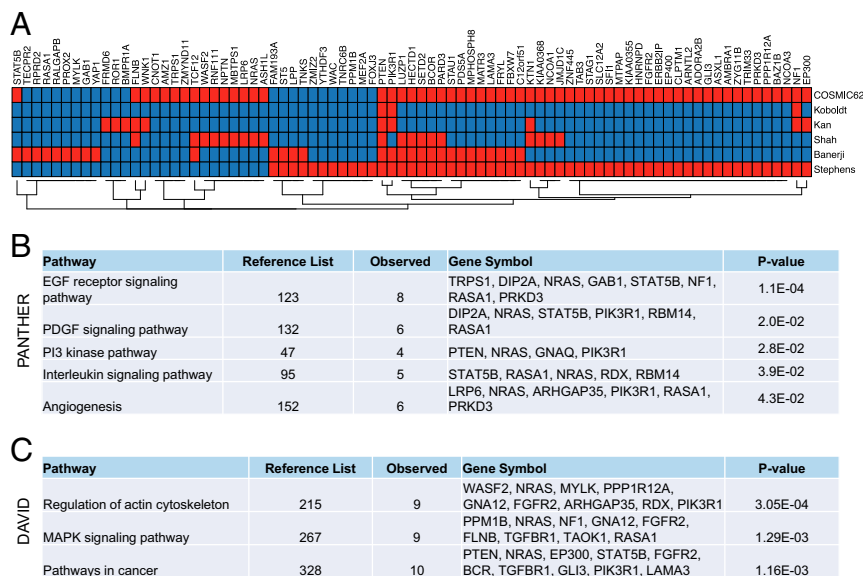 A
STAT5B TECPR2 RPRD2 RASA1 RALGAPB PROX2 MYLK GAB1 YAP1 FRMD6 ROR1 BMPR1A FLNB WNK1 CNOT1 AMZ1 TRPS1 ZMYND11 TCF12 WASF2 RNF11 NPTN MBTPS1 LRP6 NRAS ASH1L FAM193A ST5 LPP TNKS ZMIZ2 YTHDF3 WAC TNRC6B PPM1B MEF2A FOXJ3 PTEN PIK3R1 LUZP1 HECTD1 SETD2 BCOR PARD3 STAU1 PDS5A MPHOSPH8 MATR3 LAMA3 FRYL FBXW7 C12orf51 KTN1 KIAA0368 NCOA1 JMJD1C ZNF445 TAB3 STAG1 SLC12A2 SFI1 MTPAP KIAA0355 HNRNPD FGFR2 ERBB2IP EP400 CLPTM1 ARNTL2 ADORA2B GLI3 ASXL1 AMBRA1 ZYG11B TRIM33 PRKD3 PPP1R12A BAZ1B NCOA3 NF1 EP300
COSMIC62
Koboldt
Kan
Shah
Banerji
Stephens
B
PANTHER
Pathway Reference List Observed Gene Symbol P-value
EGF receptor signaling
pathway 123 8 TRPS1, DIP2A, NRAS, GAB1, STAT5B, NF1,
RASA1, PRKD3 1.1E-04
PDGF signaling pathway 132 6 DIP2A, NRAS, STAT5B, PIK3R1, RBM14,
RASA1 2.0E-02
PI3 kinase pathway 47 4 PTEN, NRAS, GNAQ, PIK3R1 2.8E-02
Interleukin signaling pathway 95 5 STAT5B, RASA1, NRAS, RDX, RBM14 3.9E-02
Angiogenesis 152 6 LRP6, NRAS, ARHGAP35, PIK3R1, RASA1,
PRKD3 4.3E-02
C
DAVID
Pathway Reference List Observed Gene Symbol P-value
Regulation of actin cytoskeleton 215 9 WASF2, NRAS, MYLK, PPP1R12A,
GNA12, FGFR2, ARHGAP35, RDX, PIK3R1 3.05E-04
MAPK signaling pathway 267 9 PPM1B, NRAS, NF1, GNA12, FGFR2,
FLNB, TGFBR1, TAOK1, RASA1 1.29E-03
Pathways in cancer 328 10 PTEN, NRAS, EP300, STAT5B, FGFR2,
BCR, TGFBR1, GLI3, PIK3R1, LAMA3 1.16E-03